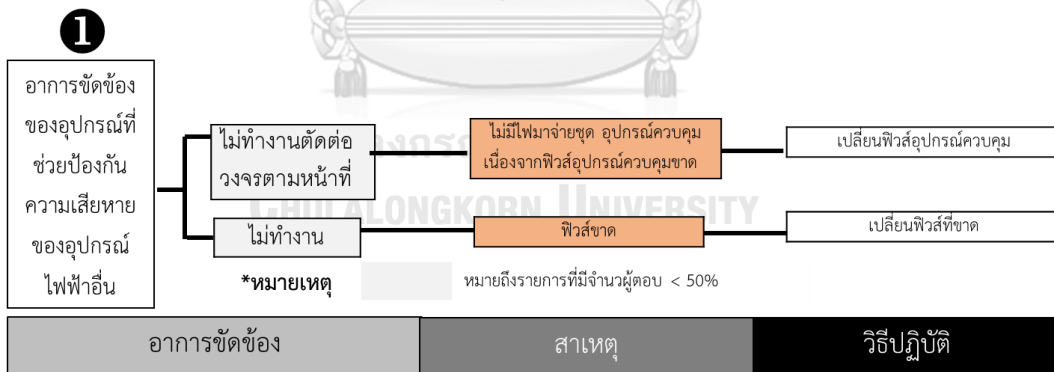 ❶
อาการขัดข้อง
ของอุปกรณ์ที่
ช่วยป้องกัน
ความเสียหาย
ของอุปกรณ์
ไฟฟ้าอื่น
ไม่ทำงานตัดต่อ
วงจรตามหน้าที่
ไม่มีไฟมาจ่ายชุด อุปกรณ์ควบคุม
เนื่องจากฟิวส์อุปกรณ์ควบคุมขาด
เปลี่ยนฟิวส์อุปกรณ์ควบคุม
CHULALONGKORN UNIVERSITY
ไม่ทำงาน
ฟิวส์ขาด
เปลี่ยนฟิวส์ที่ขาด
*หมายเหตุ
หมายถึงรายการที่มีจำนวผู้ตอบ < 50%
อาการขัดข้อง
สาเหตุ
วิธีปฏิบัติ